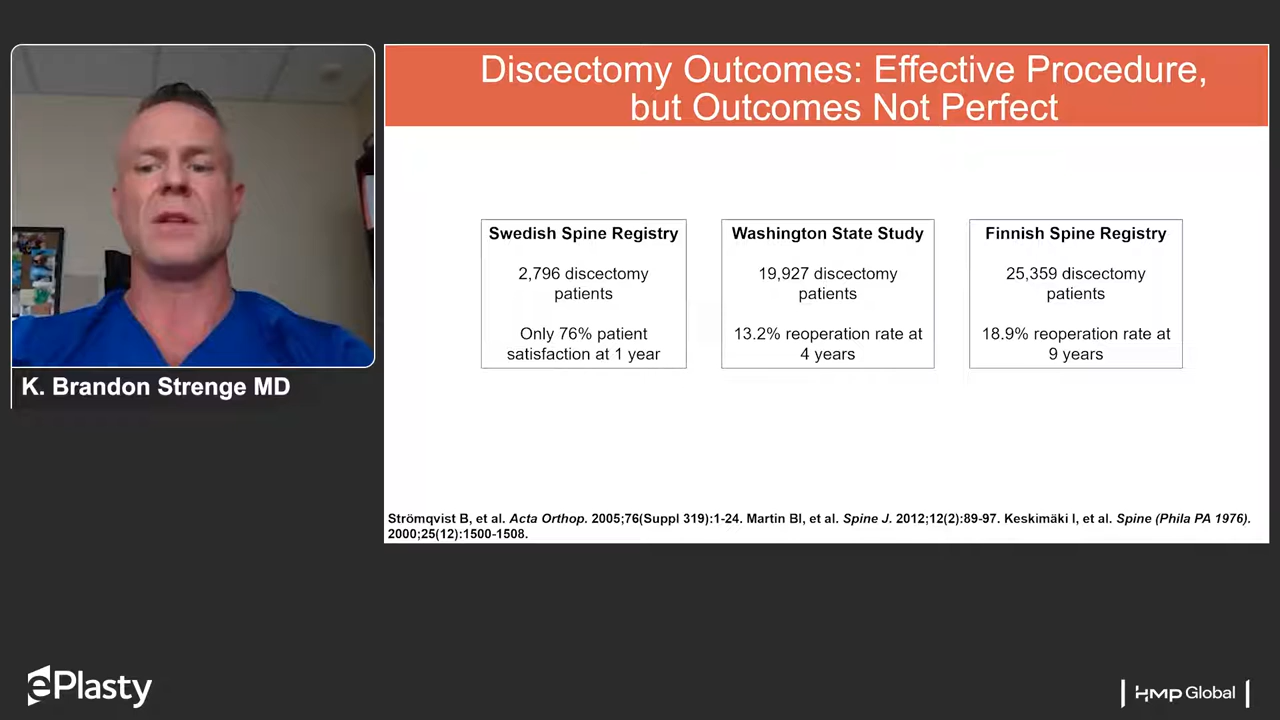 Discectomy Outcomes: Effective Procedure,
but Outcomes Not Perfect
Swedish Spine Registry
2,796 discectomy
patients
Only 76% patient
satisfaction at 1 year
Washington State Study
19,927 discectomy
patients
13.2% reoperation rate at
4 years
Finnish Spine Registry
25,359 discectomy
patients
18.9% reoperation rate at
9 years
K. Brandon Strenge MD
Strömqvist B, et al. Acta Orthop. 2005;76(Suppl 319):1-24. Martin BI, et al. Spine J. 2012;12(2):89-97. Keskimäki I, et al. Spine (Phila PA 1976).
2000;25(12):1500-1508.
ePlasty
HMP Global